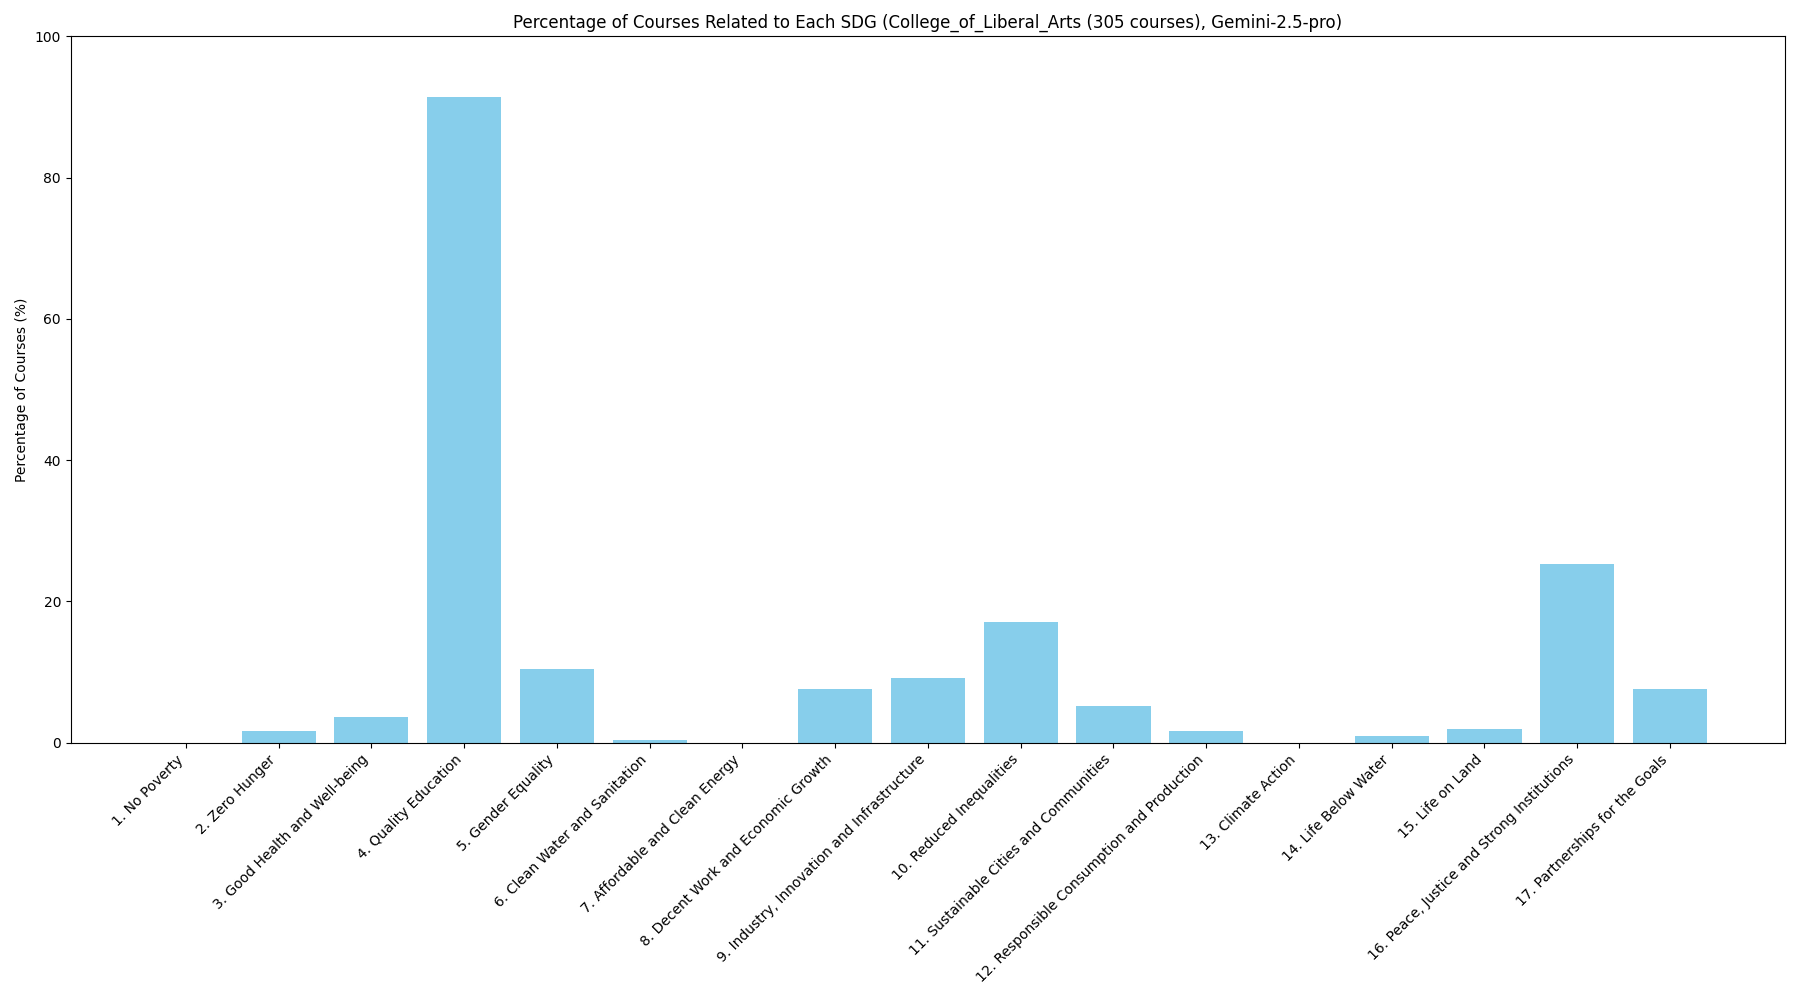 Percentage of Courses Related to Each SDG (College_of_Liberal_Arts (305 courses), Gemini-2.5-pro)
Percentage of Courses (%)
100
80
60
40
20
0
1. No Poverty
2. Zero Hunger
3. Good Health and Well-being
4. Quality Education
5. Gender Equality
6. Clean Water and Sanitation
7. Affordable and Clean Energy
8. Decent Work and Economic Growth
9. Industry, Innovation and Infrastructure
10. Reduced Inequalities
11. Sustainable Cities and Communities
12. Responsible Consumption and Production
13. Climate Action
14. Life Below Water
15. Life on Land
16. Peace, Justice and Strong Institutions
17. Partnerships for the Goals